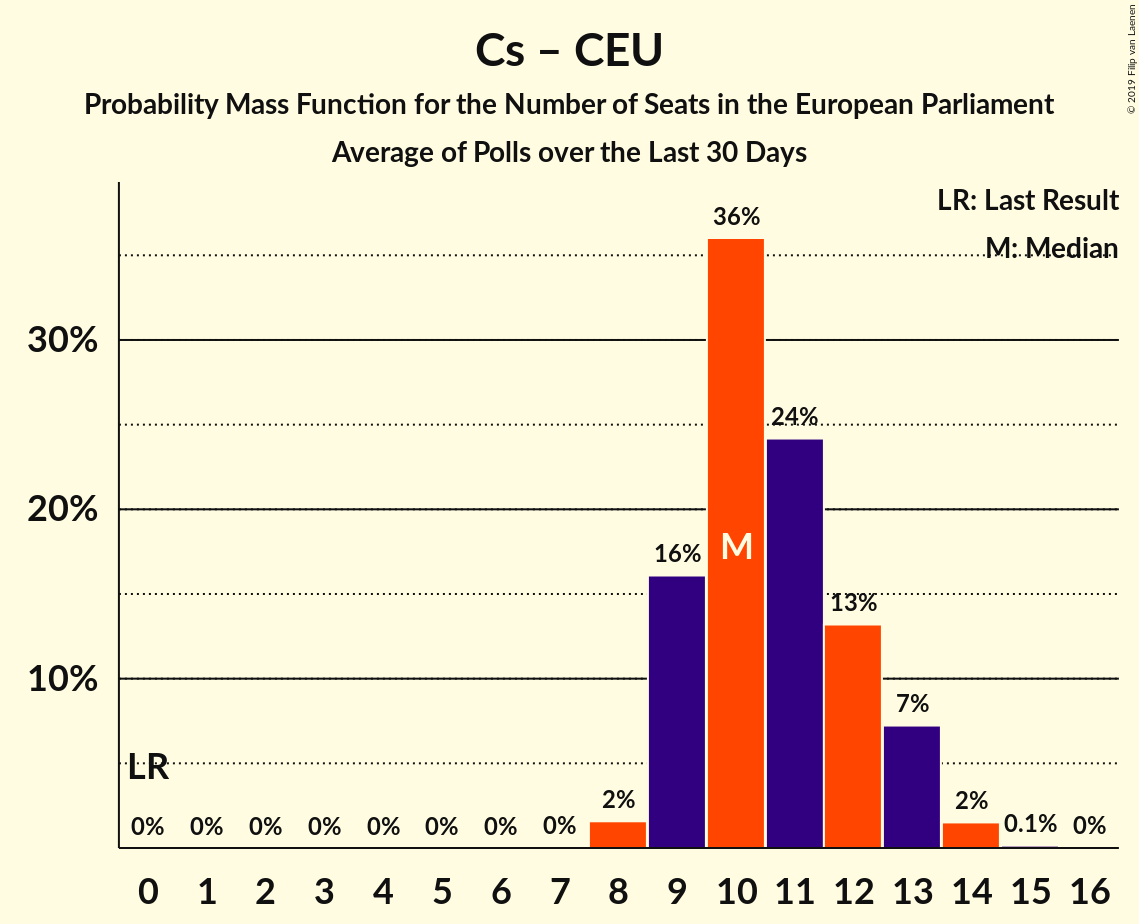 Cs – CEU
Probability Mass Function for the Number of Seats in the European Parliament
Average of Polls over the Last 30 Days
© 2019 Filip van Laenen
LR: Last Result
M: Median
36%
30%
24%
20%
16%
M
13%
10%
7%
LR
0% 0% 0% 0% 0% 0% 0% 0% 2% 2% 0.1% 0%
0 1 2 3 4 5 6 7 8 9 10 11 12 13 14 15 16